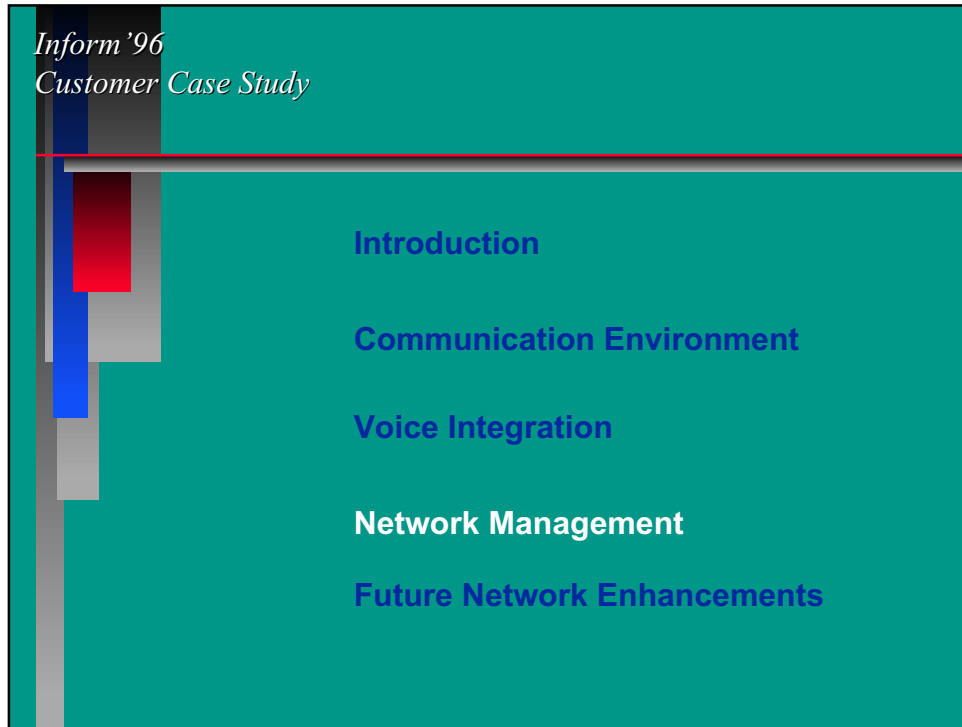 Inform’96
Customer Case Study
Introduction
Communication Environment
Voice Integration
Network Management
Future Network Enhancements